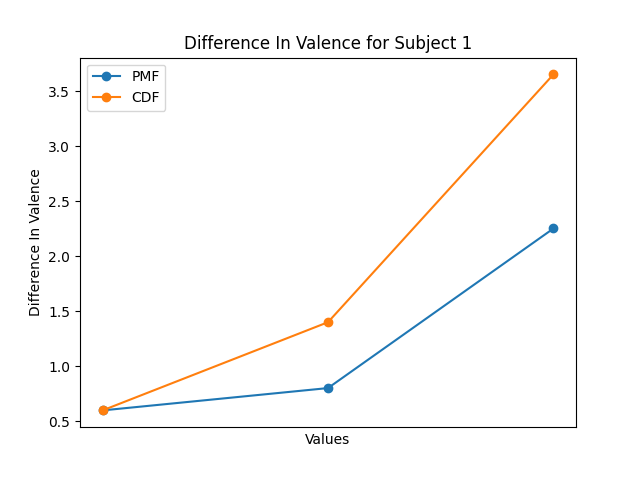 Difference In Valence for Subject 1
PMF
CDF
3.5
3.0
2.5
2.0
1.5
1.0
0.5
Difference In Valence
Values